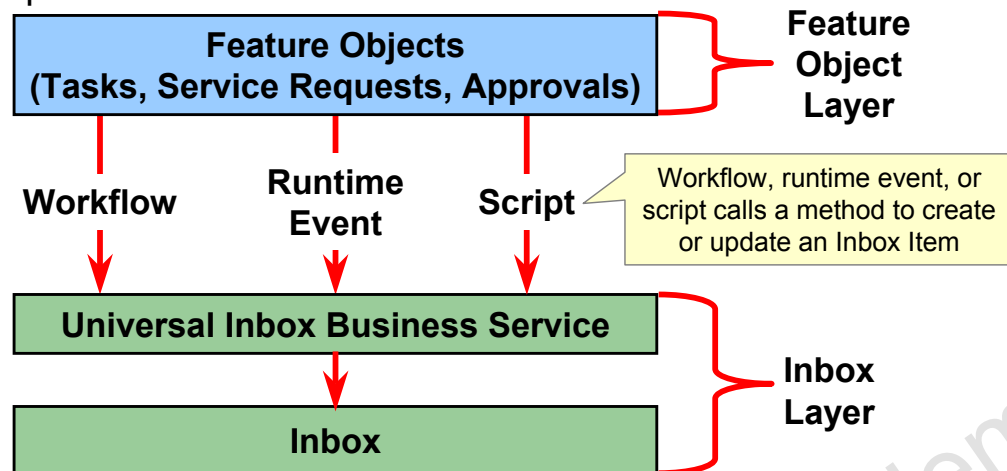 Feature Objects
(Tasks, Service Requests, Approvals)
Feature
Object
Layer
Workflow
Runtime
Event
Script
Workflow, runtime event, or
script calls a method to create
or update an Inbox Item
Universal Inbox Business Service
Inbox
Inbox
Layer